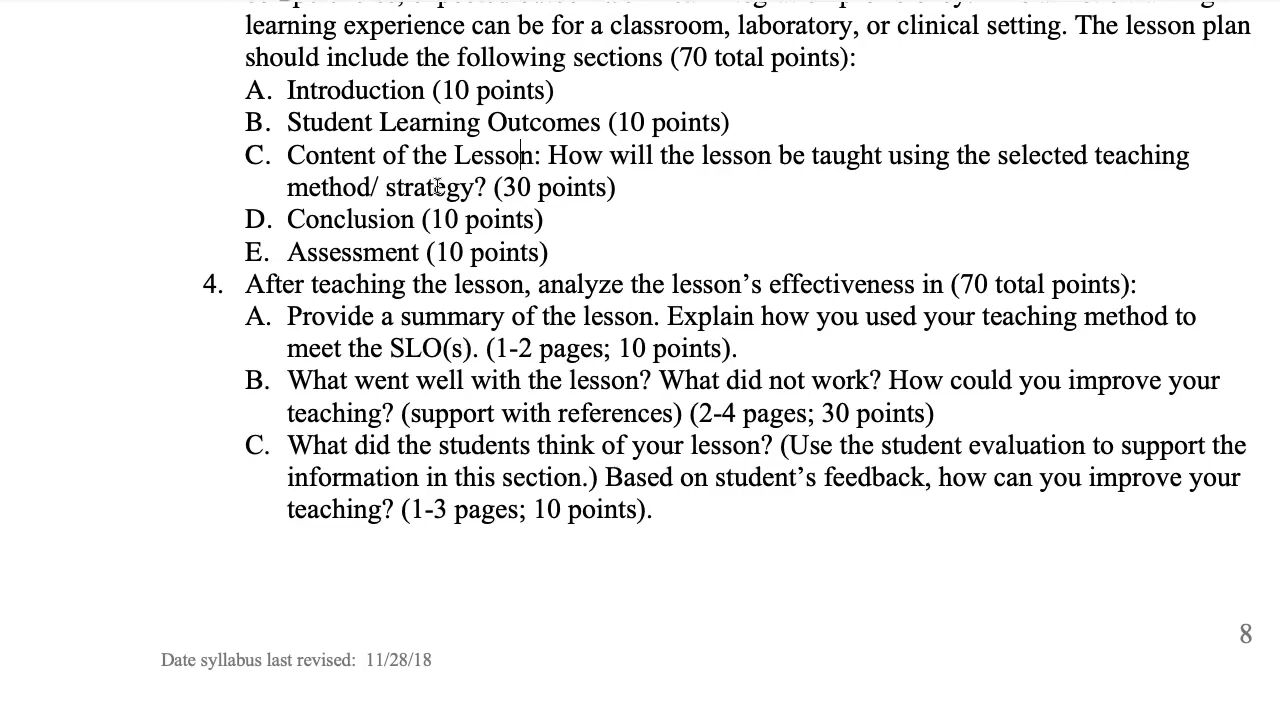 learning experience can be for a classroom, laboratory, or clinical setting. The lesson plan
should include the following sections (70 total points):
A. Introduction (10 points)
B. Student Learning Outcomes (10 points)
C. Content of the Lesson: How will the lesson be taught using the selected teaching
method/ strategy? (30 points)
D. Conclusion (10 points)
E. Assessment (10 points)
4. After teaching the lesson, analyze the lesson’s effectiveness in (70 total points):
A. Provide a summary of the lesson. Explain how you used your teaching method to
meet the SLO(s). (1-2 pages; 10 points).
B. What went well with the lesson? What did not work? How could you improve your
teaching? (support with references) (2-4 pages; 30 points)
C. What did the students think of your lesson? (Use the student evaluation to support the
information in this section.) Based on student’s feedback, how can you improve your
teaching? (1-3 pages; 10 points).
8
Date syllabus last revised: 11/28/18